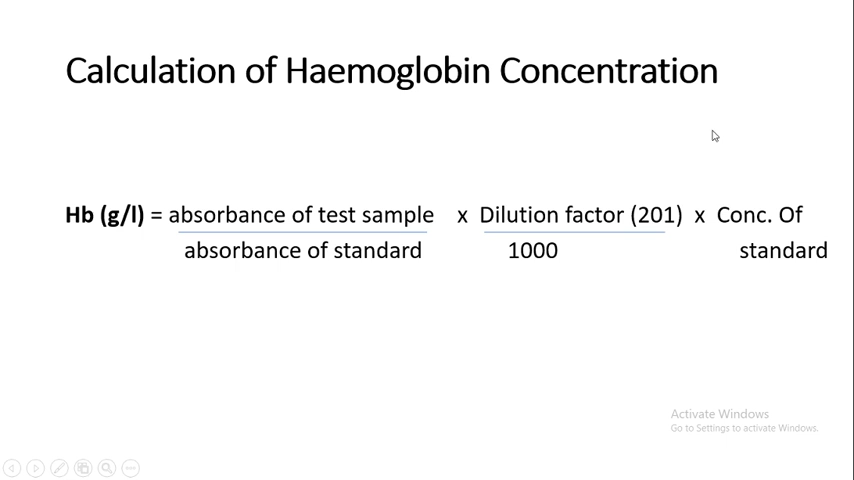 Calculation of Haemoglobin Concentration
Hb (g/l) = absorbance of test sample x Dilution factor (201) x Conc. Of
absorbance of standard 1000 standard
Activate Windows
Go to Settings to activate Windows.